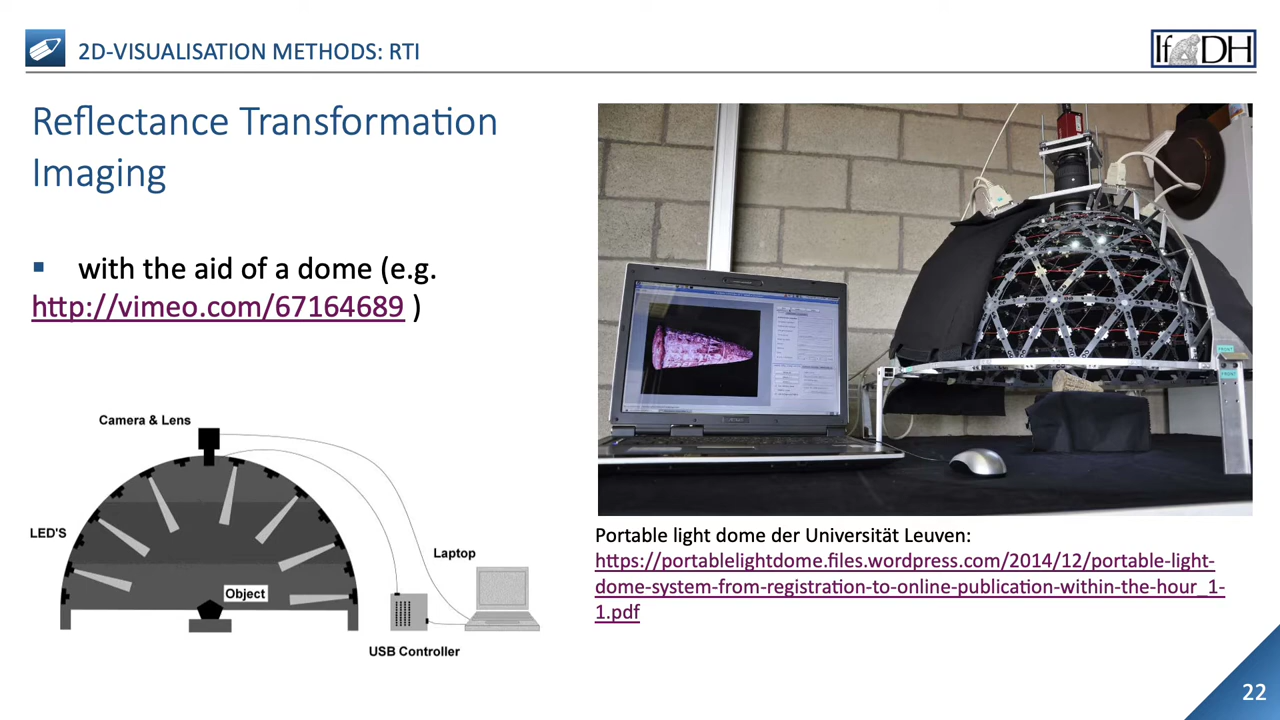 2D-VISUALISATION METHODS: RTI
IfDH
Reflectance Transformation
Imaging
▪ with the aid of a dome (e.g.
http://vimeo.com/67164689 )
Camera & Lens
LED'S
Laptop
Object
USB Controller
FRONT
FRONT
Portable light dome der Universität Leuven:
https://portablelightdome.files.wordpress.com/2014/12/portable-light-
dome-system-from-registration-to-online-publication-within-the-hour_1-
1.pdf
22